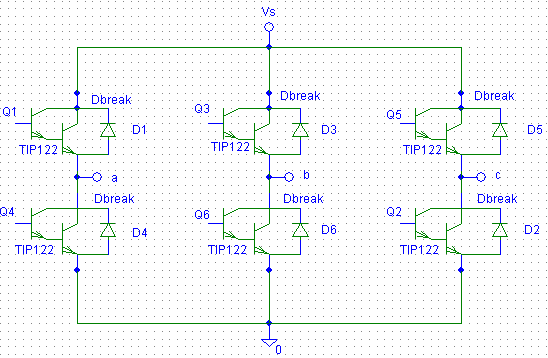 Vs
Dbreak Dbreak Dbreak
Q1 Q3 Q5
D1 D3 D5
TIP122 TIP122 TIP122
a b c
Dbreak Dbreak Dbreak
Q4 Q6 Q2
D4 D6 D2
TIP122 TIP122 TIP122
0